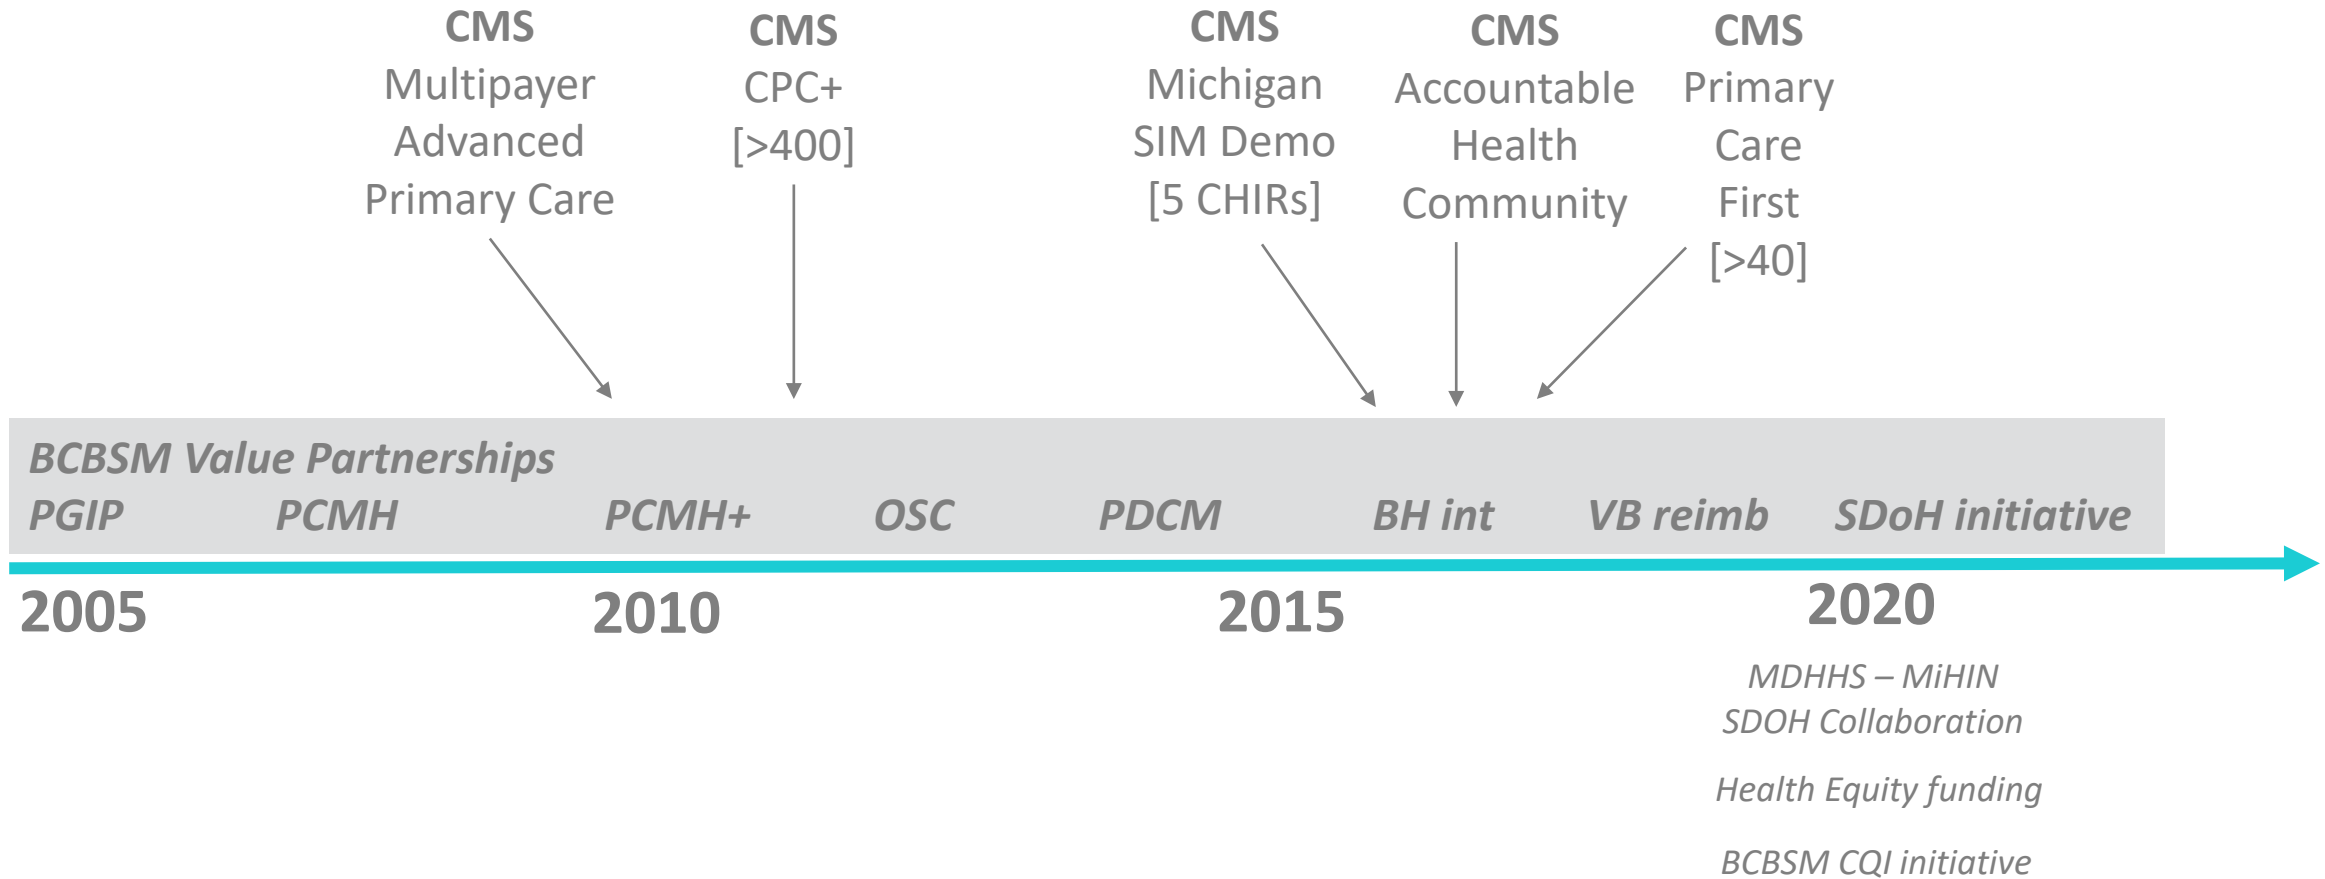 CMS
Multipayer
Advanced
Primary Care
CMS
CPC+
[>400]
CMS
Michigan
SIM Demo
[5 CHIRs]
CMS
Accountable
Health
Community
CMS
Primary
Care
First
[>40]
BCBSM Value Partnerships
PGIP PCMH PCMH+ OSC PDCM BH int VB reimb SDoH initiative
2005 2010 2015 2020
MDHHS – MiHIN
SDOH Collaboration
Health Equity funding
BCBSM CQI initiative